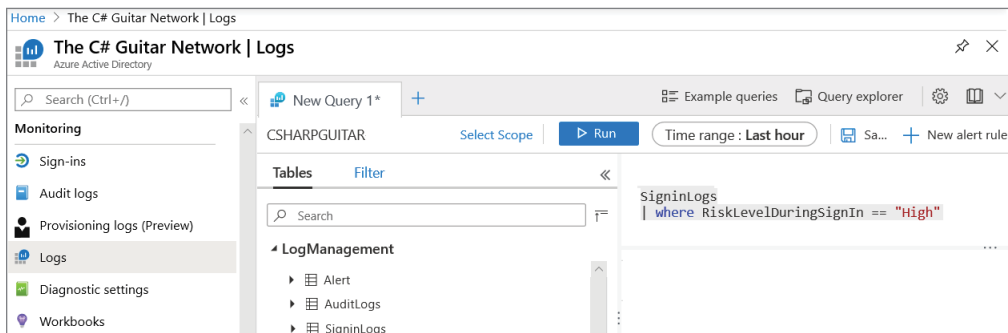 Home > The C# Guitar Network | Logs
The C# Guitar Network | Logs
Azure Active Directory
Search (Ctrl+/)
«
Monitoring
Sign-ins
Audit logs
Provisioning logs (Preview)
Logs
Diagnostic settings
Workbooks
New Query 1*
+
Example queries
Query explorer
CSHARPGUITAR
Select Scope
Run
Time range : Last hour
Sa...
New alert rule
Tables
Filter
«
Search
LogManagement
Alert
AuditLogs
SigninLogs
SigninLogs
| where RiskLevelDuringSignIn == "High"
...